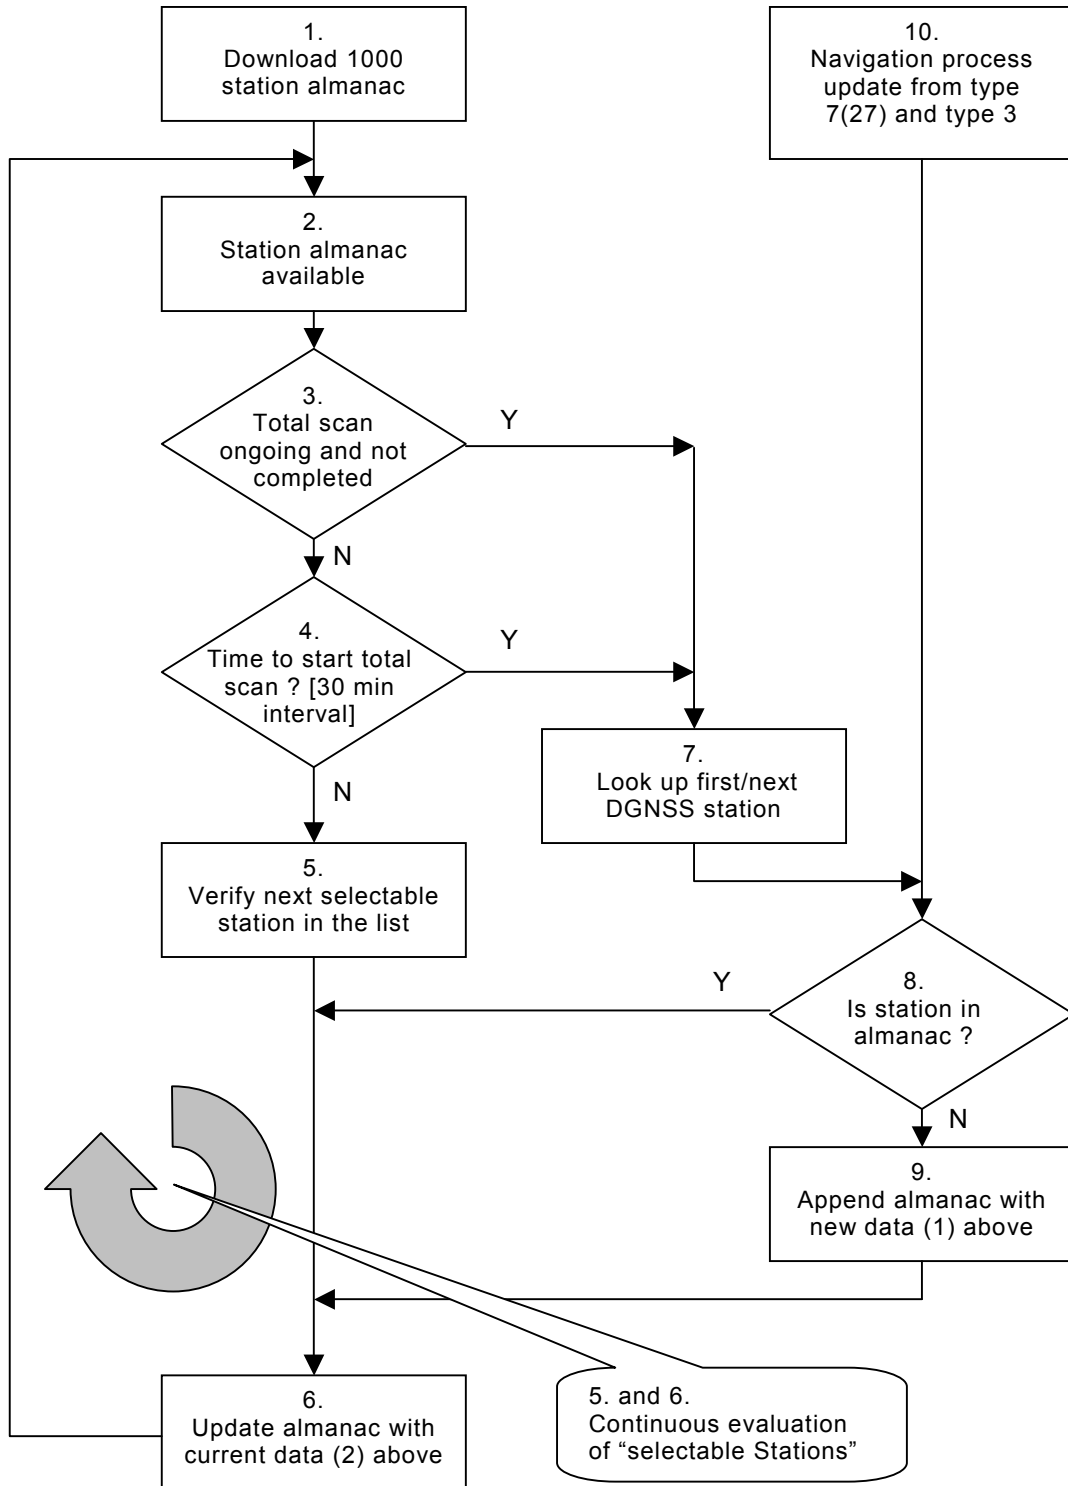 1.
Download 1000
station almanac
10.
Navigation process
update from type
7(27) and type 3
2.
Station almanac
available
3.
Total scan
ongoing and not
completed
Y
N
4.
Time to start total
scan ? [30 min
interval]
Y
N
7.
Look up first/next
DGNSS station
5.
Verify next selectable
station in the list
8.
Is station in
almanac ?
Y
N
9.
Append almanac with
new data (1) above
6.
Update almanac with
current data (2) above
5. and 6.
Continuous evaluation
of “selectable Stations”